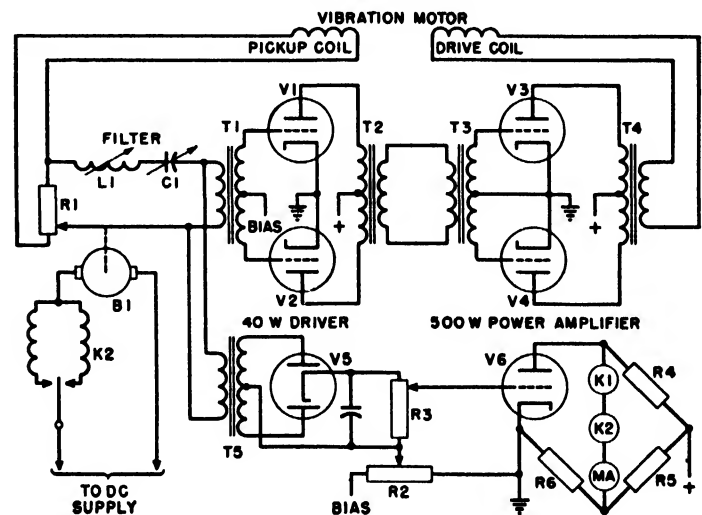 VIBRATION MOTOR
PICKUP COIL
DRIVE COIL
V1
V3
FILTER
T1
T2
T3
T4
L1
C1
R1
BIAS
+
+
V2
V4
B1
40 W DRIVER
500 W POWER AMPLIFIER
K2
V5
V6
K1
R4
R3
K2
T5
R6
MA
R5
R2
+
TO DC
SUPPLY
BIAS